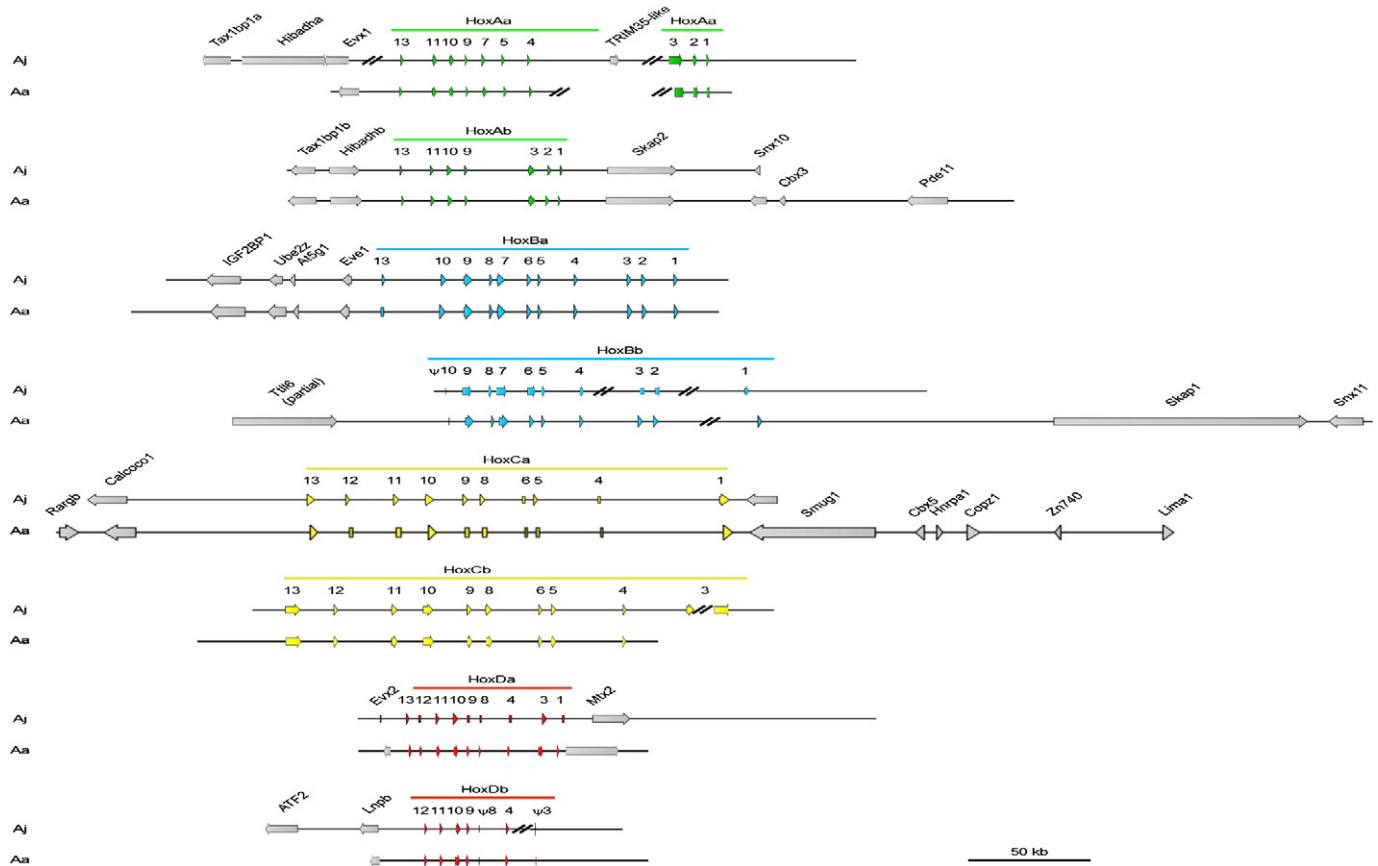 HoxAa HoxAa
Tax1bp1a Hibadha Evx1 TRIM35-like
13 11 10 9 7 5 4 3 2 1
Aj
Aa
HoxAb
Tax1bp1b Hibadhb Skap2 Snx10 Cbx3 Pde11
13 11 10 9 3 2 1
Aj
Aa
HoxBa
IGF2BP1 Ube2z At5g1 Eve1
13 10 9 8 7 6 5 4 3 2 1
Aj
Aa
HoxBb
ψ10 9 8 7 6 5 4 3 2 1
Aj
Ttll6 (partial) Skap1 Snx11
Aa
HoxCa
Calcoco1
13 12 11 10 9 8 6 5 4 1
Aj
Rargb Smug1 Cbx5 Hnrpa1 Copz1 Zn740 Lima1
Aa
HoxCb
13 12 11 10 9 8 6 5 4 3
Aj
Aa
HoxDa
Evx2 13 12 11 10 9 8 4 3 1 Mtx2
Aj
Aa
HoxDb
ATF2 Lnpb 12 11 10 9 ψ8 4 ψ3
Aj
50 kb
Aa